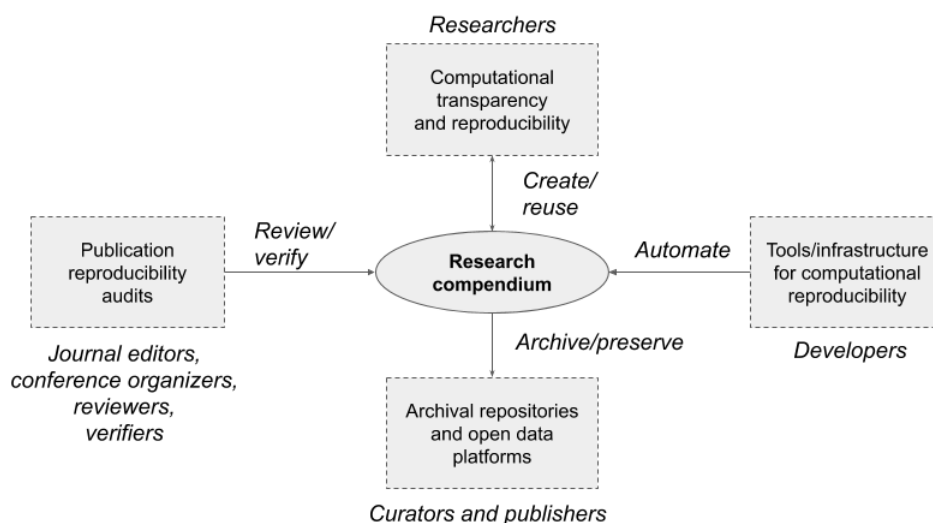 Researchers
Computational
transparency
and reproducibility
Create/
reuse
Publication
reproducibility
audits
Review/
verify
Research
compendium
Automate
Tools/infrastructure
for computational
reproducibility
Journal editors,
conference organizers,
reviewers,
verifiers
Developers
Archive/preserve
Archival repositories
and open data
platforms
Curators and publishers